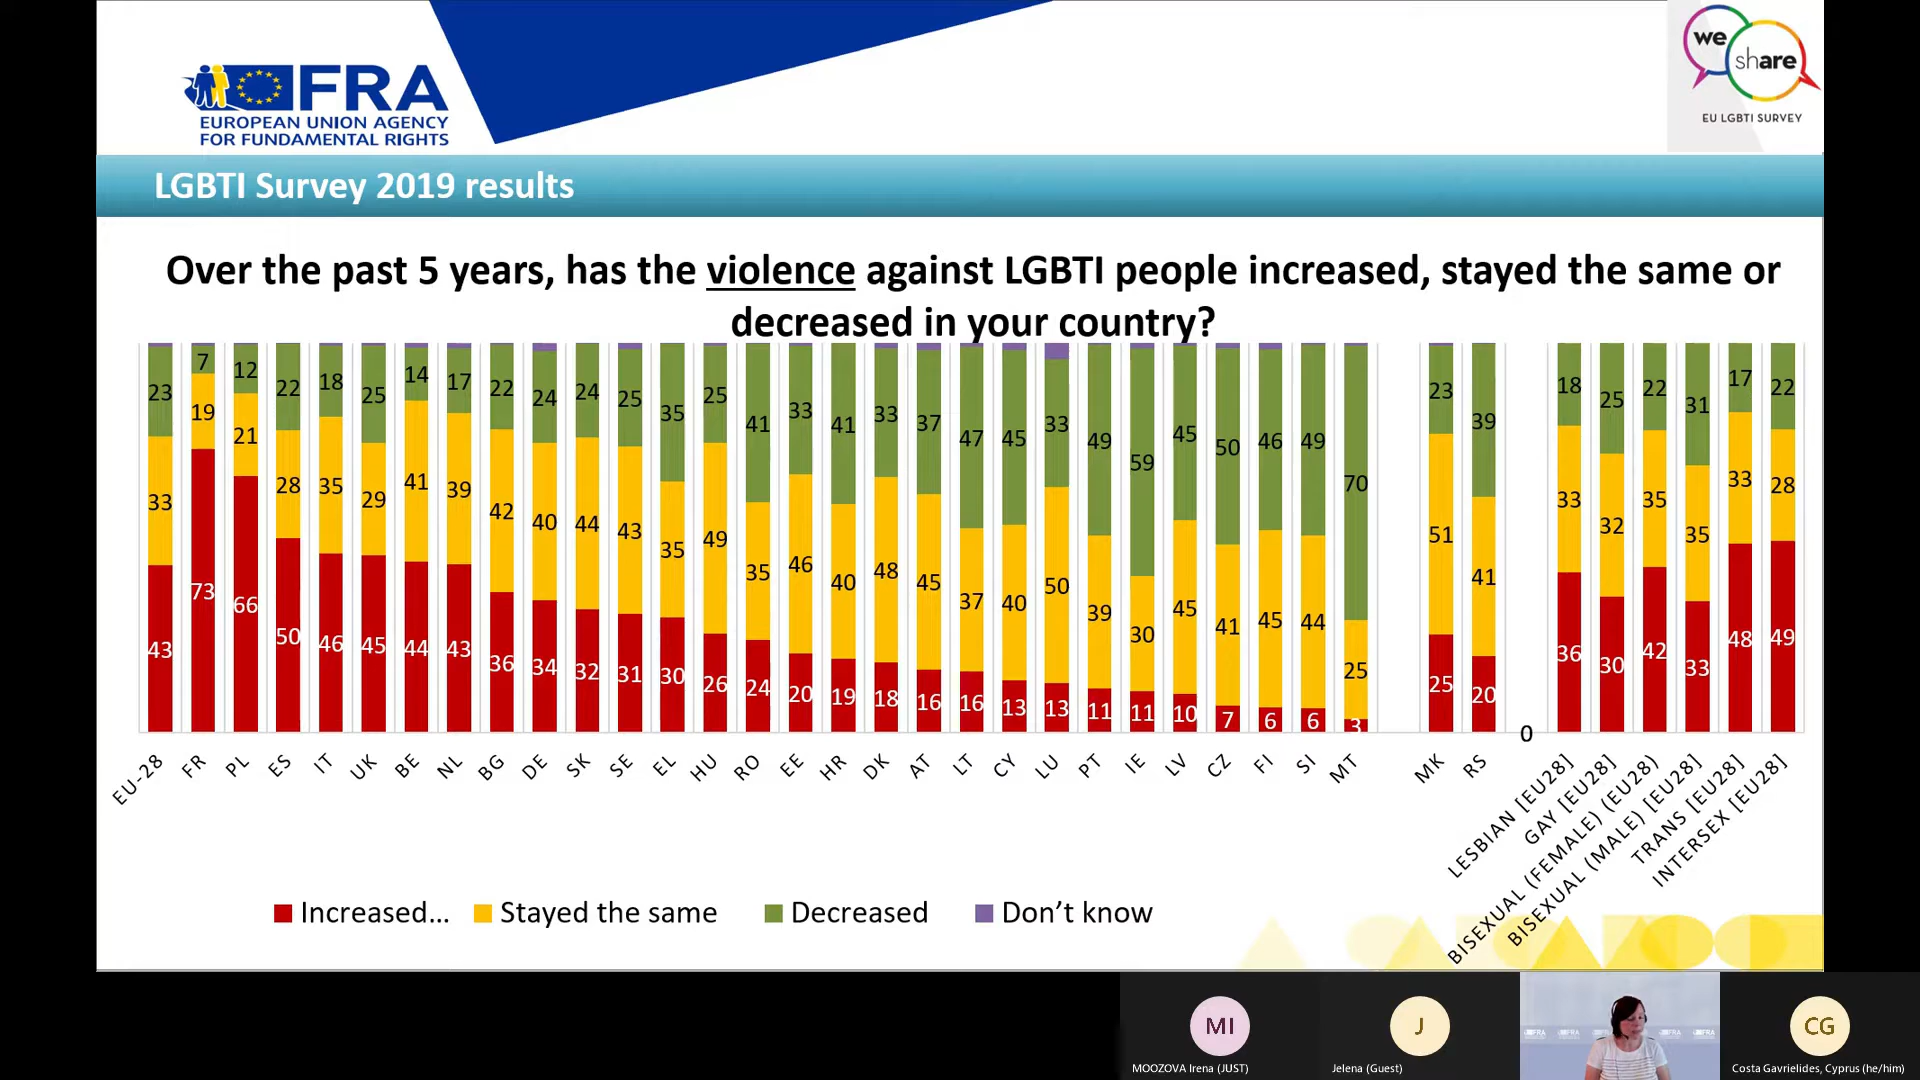 FRA
EUROPEAN UNION AGENCY
FOR FUNDAMENTAL RIGHTS
we
share
EU LGBTI SURVEY
LGBTI Survey 2019 results
Over the past 5 years, has the violence against LGBTI people increased, stayed the same or
decreased in your country?
23 7 12 22 18 25 14 17 22 24 24 25 35 25 41 33 41 33 37 47 45 33 49 59 45 50 46 49 70 23 39 18 25 22 31 17 22
33 19 21 28 35 29 41 39 42 40 44 43 35 49 35 46 40 48 45 37 40 50 39 30 45 41 45 44 25 51 41 33 32 35 35 33 28
43 73 66 50 46 45 44 43 36 34 32 31 30 26 24 20 19 18 16 16 13 13 11 11 10 7 6 6 3 25 20 0 36 30 42 33 48 49
EU-28 FR PL ES IT UK BE NL BG DE SK SE EL HU RO EE HR DK AT LT CY LU PT IE LV CZ FI SI MT MK RS
LESBIAN [EU28]
GAY [EU28]
BISEXUAL (FEMALE) (EU28)
BISEXUAL (MALE) [EU28]
TRANS [EU28]
INTERSEX [EU28]
Increased... Stayed the same Decreased Don't know
MI
J
CG
MOOZOVA Irena (JUST)
Jelena (Guest)
Costa Gavrielides, Cyprus (he/him)